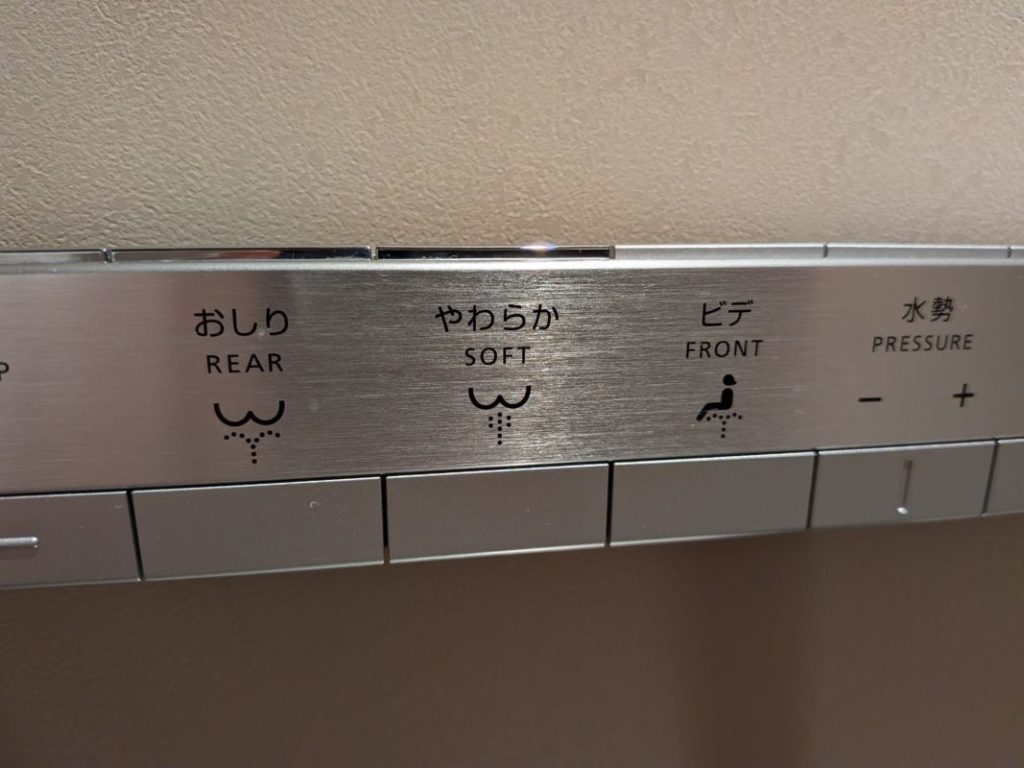 おしり
REAR
やわらか
SOFT
ビデ
FRONT
水勢
PRESSURE
− +